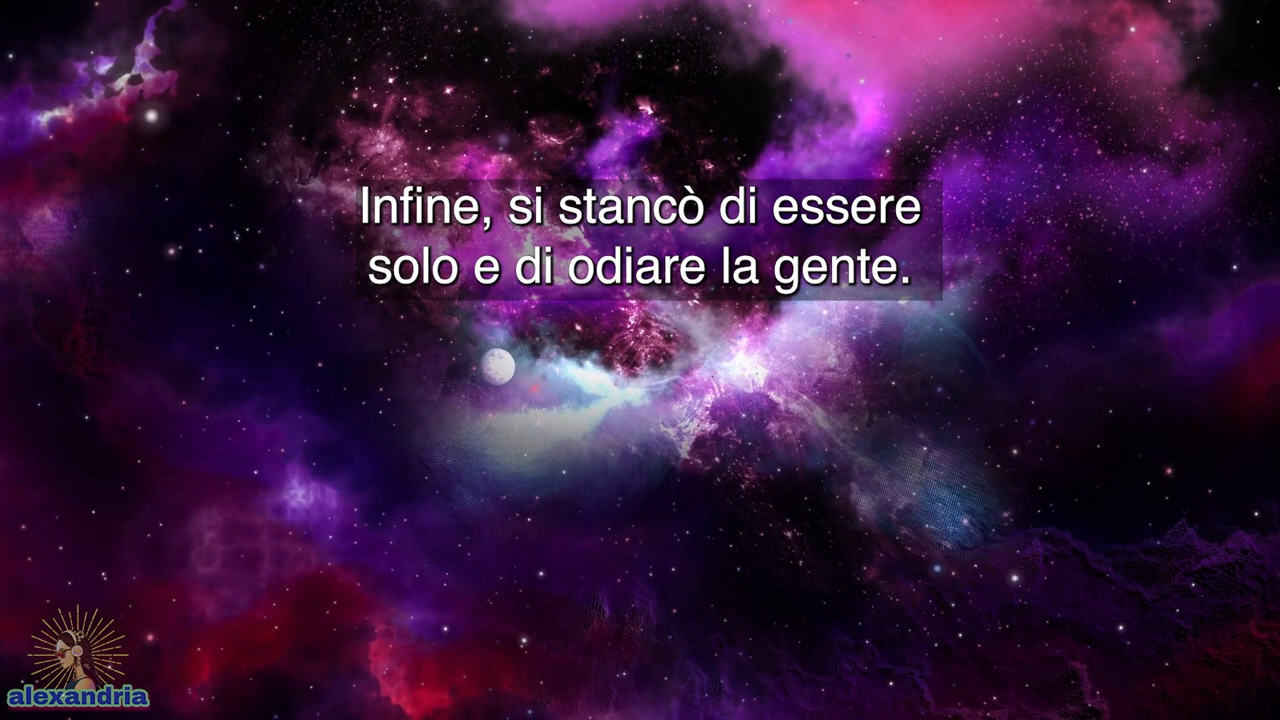 Infine, si stancò di essere
solo e di odiare la gente.
alexandria